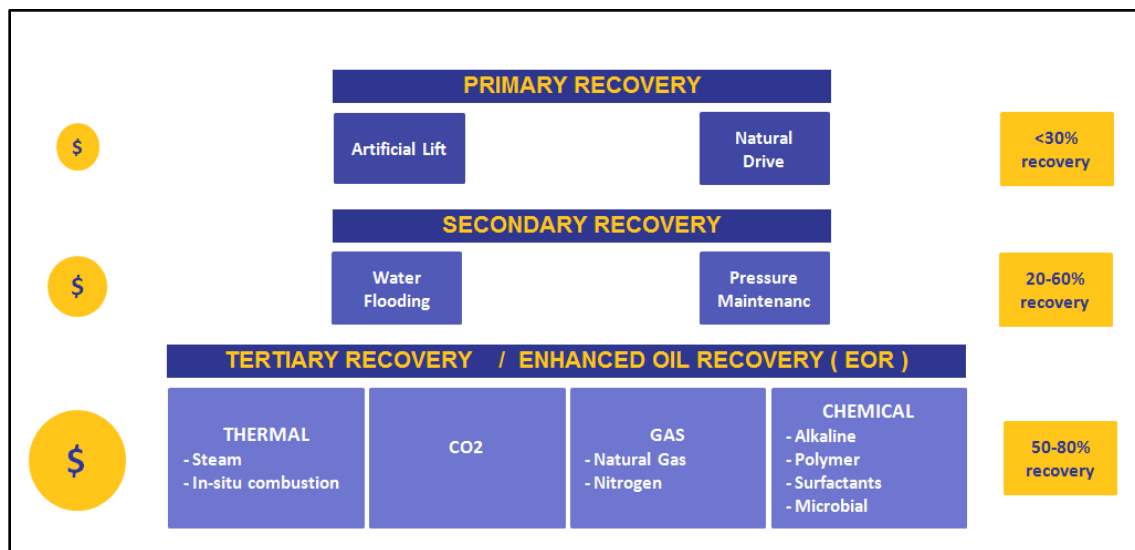 PRIMARY RECOVERY
$
Artificial Lift
Natural
Drive
<30%
recovery
SECONDARY RECOVERY
$
Water
Flooding
Pressure
Maintenanc
20-60%
recovery
TERTIARY RECOVERY / ENHANCED OIL RECOVERY ( EOR )
$
THERMAL
- Steam
- In-situ combustion
CO2
GAS
- Natural Gas
- Nitrogen
CHEMICAL
- Alkaline
- Polymer
- Surfactants
- Microbial
50-80%
recovery